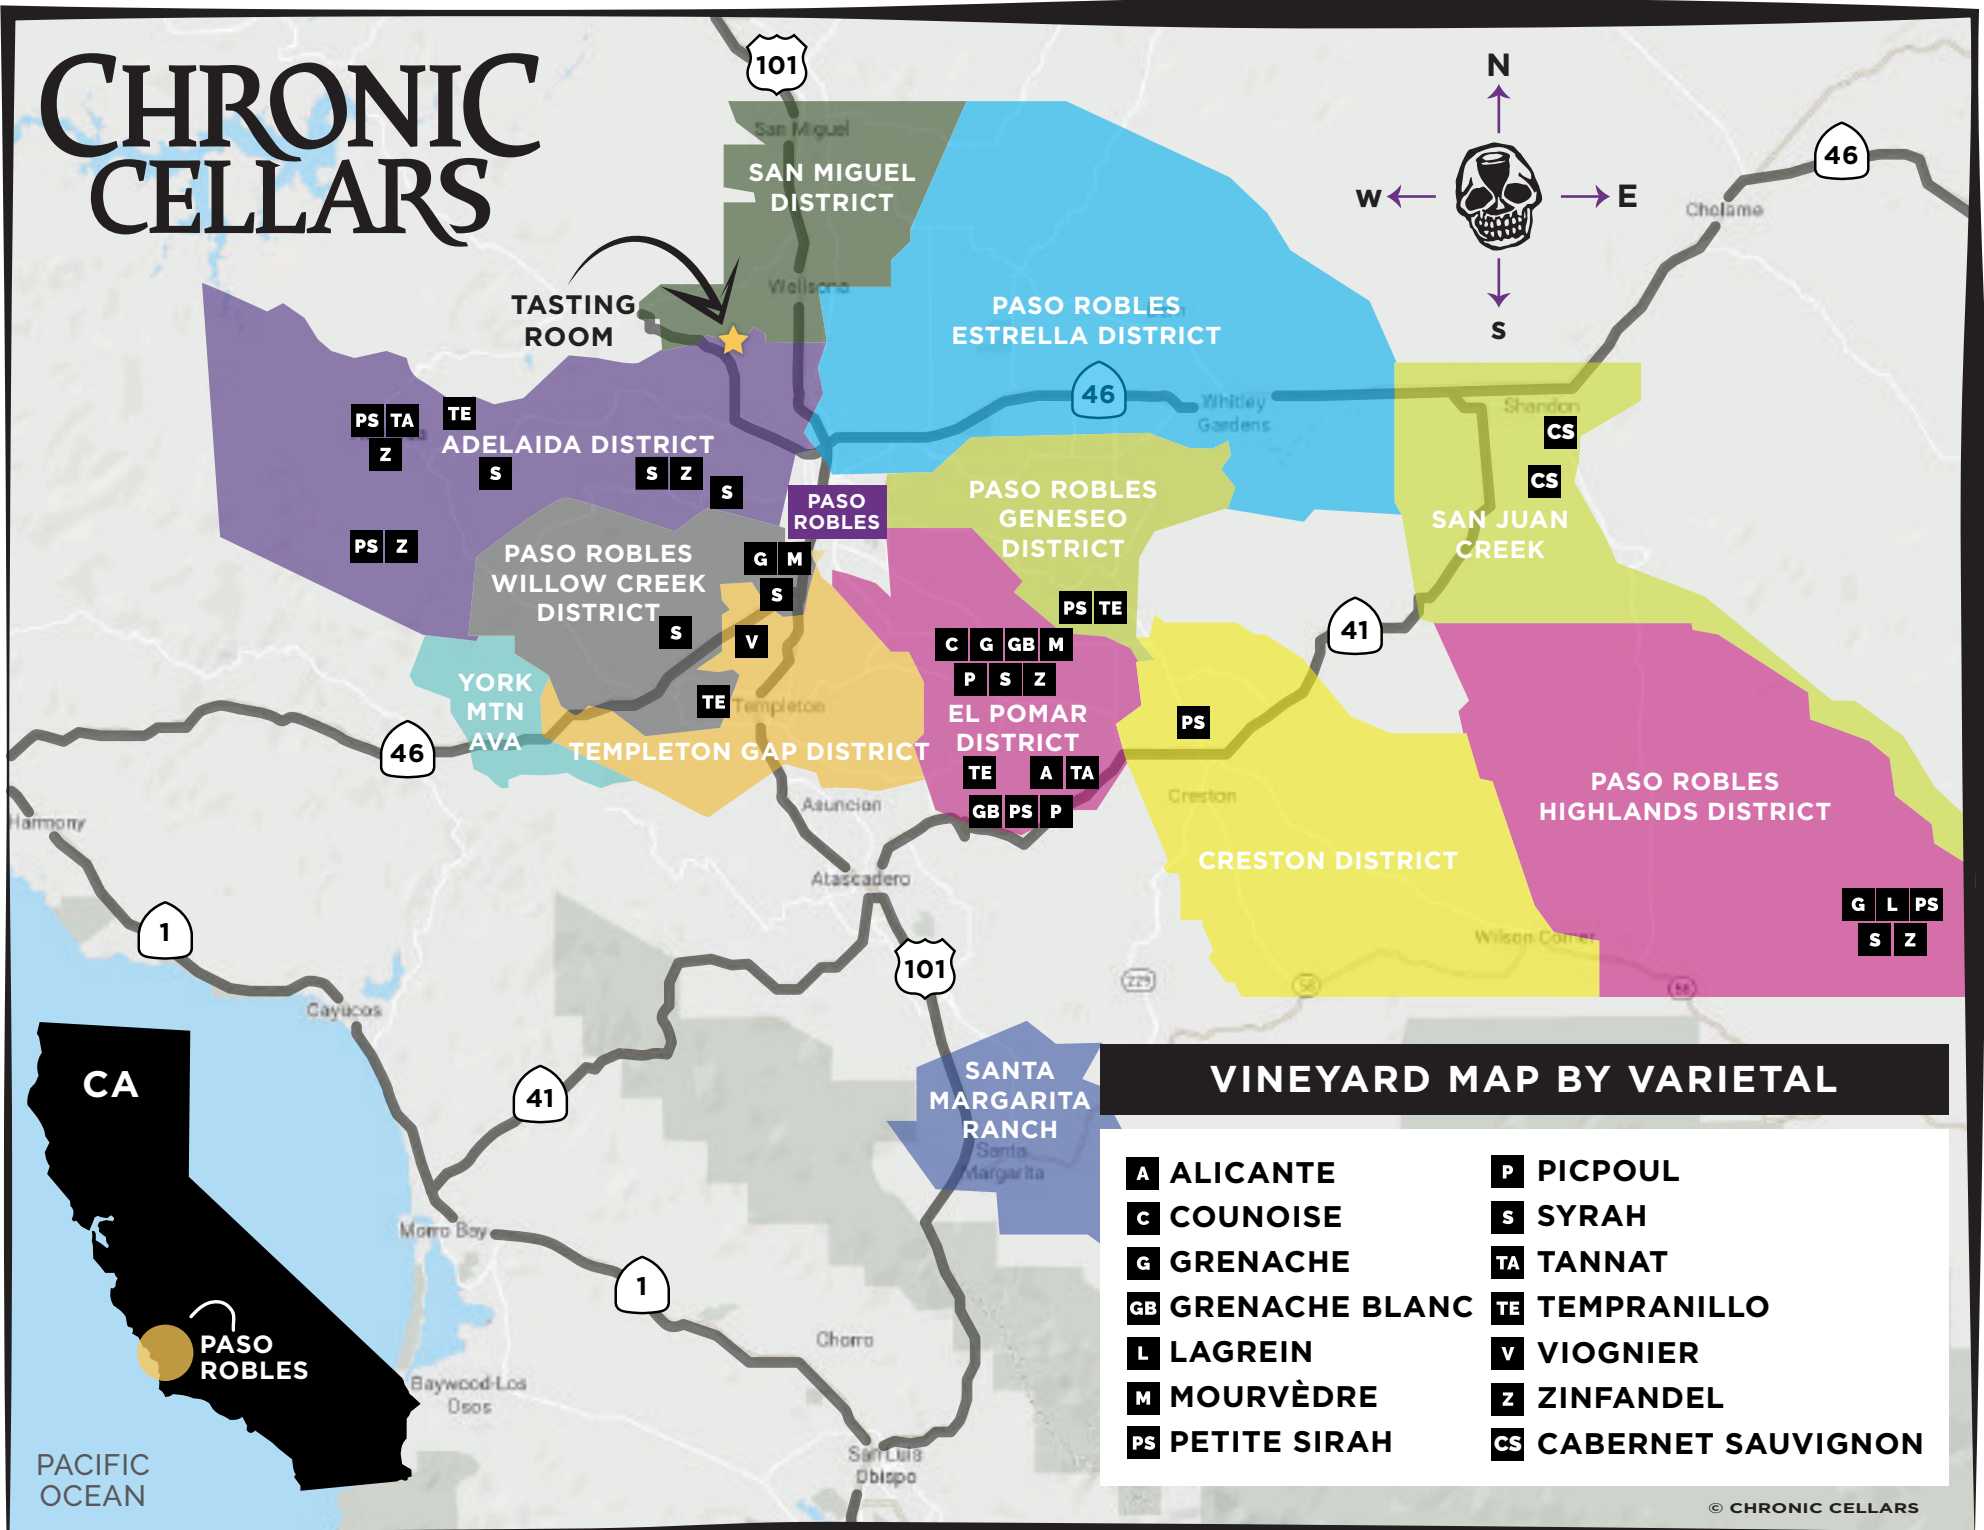 CHRONIC
CELLARS
101
San Miguel
SAN MIGUEL
DISTRICT
N
W
E
S
46
Cholame
TASTING
ROOM
Wellsona
PASO ROBLES
ESTRELLA DISTRICT
46
Whitley
Gardens
Shandon
CS
CS
SAN JUAN
CREEK
PS TA
TE
Z
ADELAIDA DISTRICT
S
S Z
S
PS Z
PASO
ROBLES
PASO ROBLES
GENESEO
DISTRICT
PASO ROBLES
WILLOW CREEK
DISTRICT
G M
S
S
V
TE
PS TE
41
YORK
MTN
AVA
46
Templeton
TEMPLETON GAP DISTRICT
C G GB M
P S Z
EL POMAR
DISTRICT
TE
A TA
GB PS P
PS
Creston
CRESTON DISTRICT
PASO ROBLES
HIGHLANDS DISTRICT
G L PS
S Z
Wilson Corner
58
58
229
Asuncion
Atascadero
Harmony
1
Cayucos
101
41
SANTA
MARGARITA
RANCH
Santa
Margarita
Morro Bay
1
Chorro
Baywood-Los
Osos
San Luis
Obispo
CA
PASO
ROBLES
PACIFIC
OCEAN
VINEYARD MAP BY VARIETAL
A ALICANTE
C COUNOISE
G GRENACHE
GB GRENACHE BLANC
L LAGREIN
M MOURVÈDRE
PS PETITE SIRAH
P PICPOUL
S SYRAH
TA TANNAT
TE TEMPRANILLO
V VIOGNIER
Z ZINFANDEL
CS CABERNET SAUVIGNON
© CHRONIC CELLARS